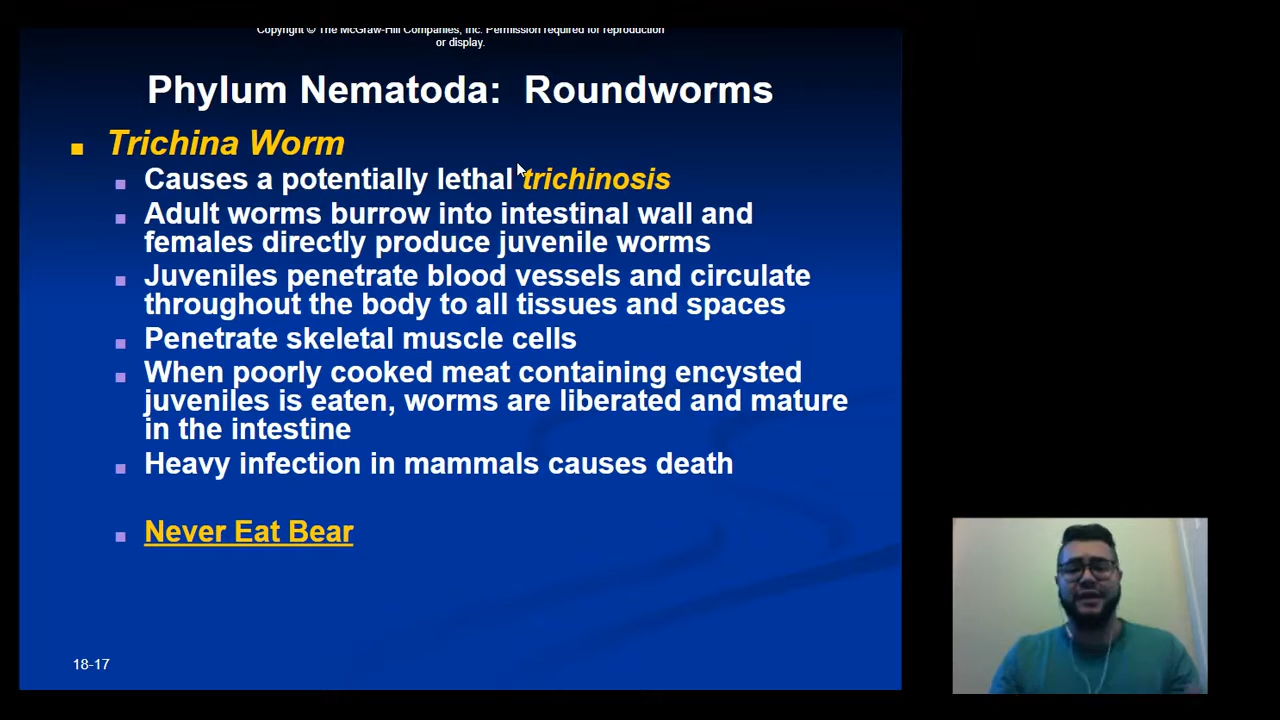 Copyright © The McGraw-Hill Companies, Inc. Permission required for reproduction
or display.
Phylum Nematoda: Roundworms
Trichina Worm
Causes a potentially lethal trichinosis
Adult worms burrow into intestinal wall and
females directly produce juvenile worms
Juveniles penetrate blood vessels and circulate
throughout the body to all tissues and spaces
Penetrate skeletal muscle cells
When poorly cooked meat containing encysted
juveniles is eaten, worms are liberated and mature
in the intestine
Heavy infection in mammals causes death
Never Eat Bear
18-17